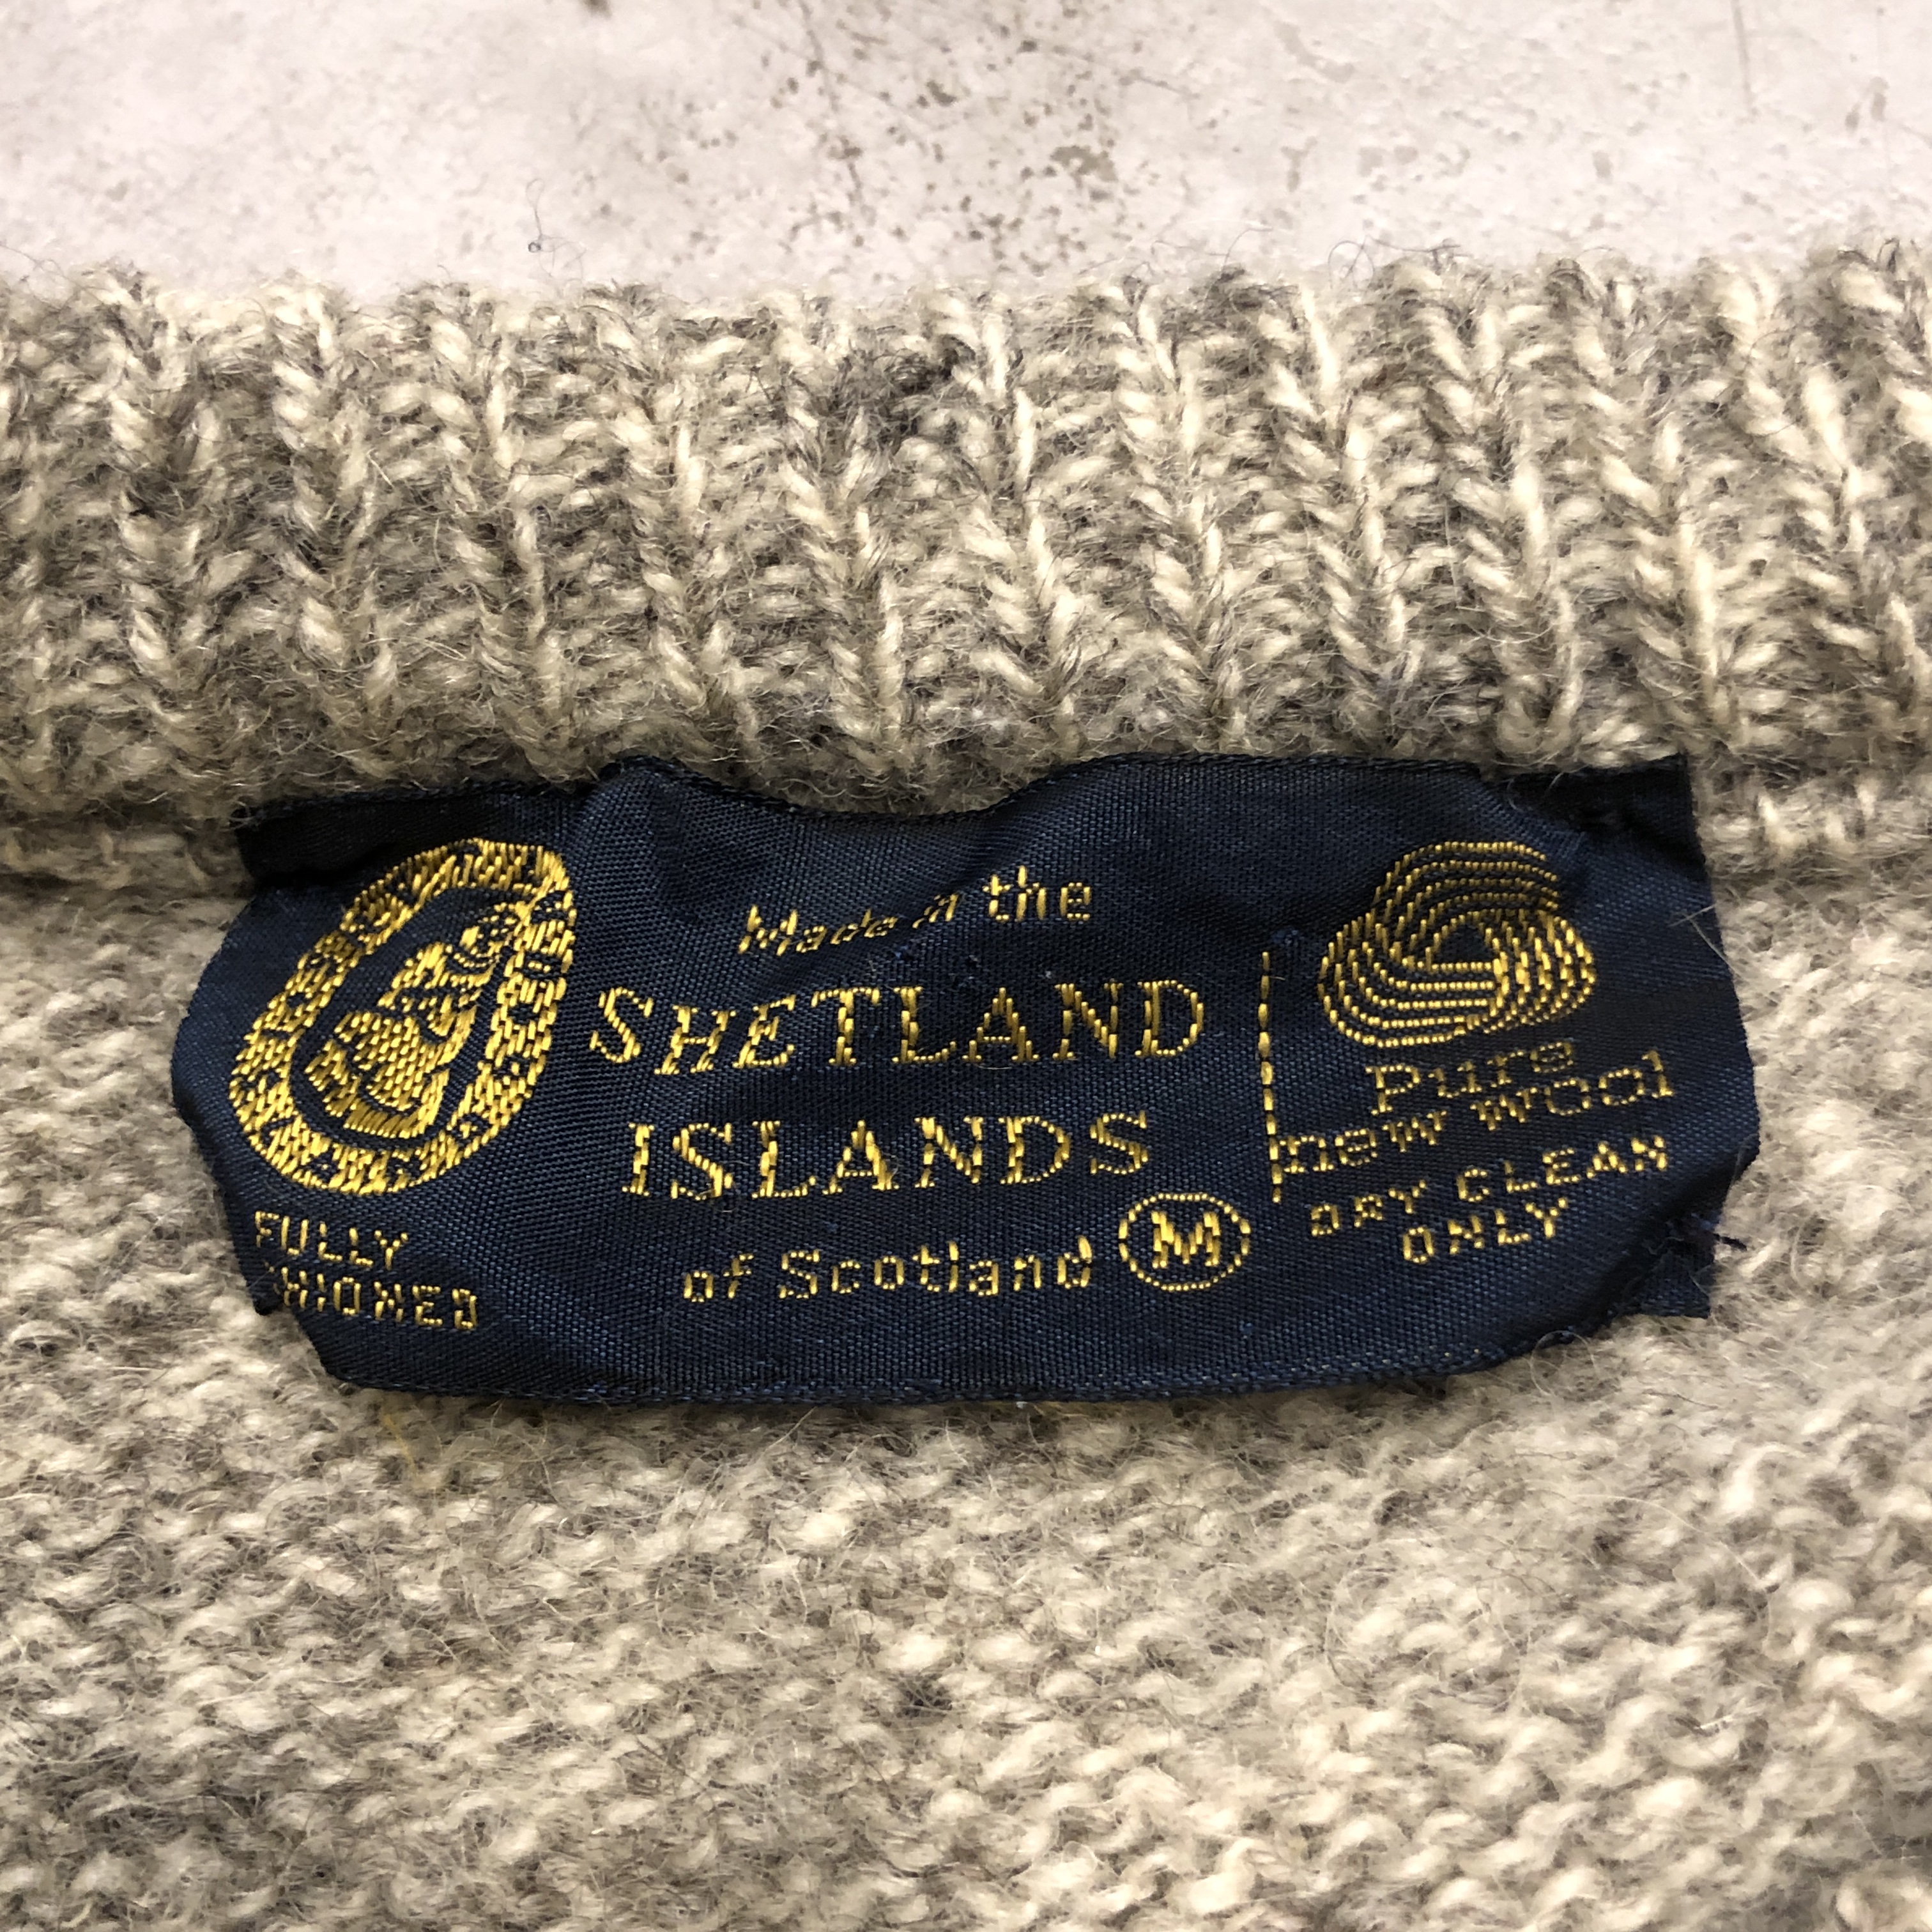 Made in the
SHETLAND
ISLANDS
of Scotland M
FULLY
Pure
new wool
DRY CLEAN
ONLY